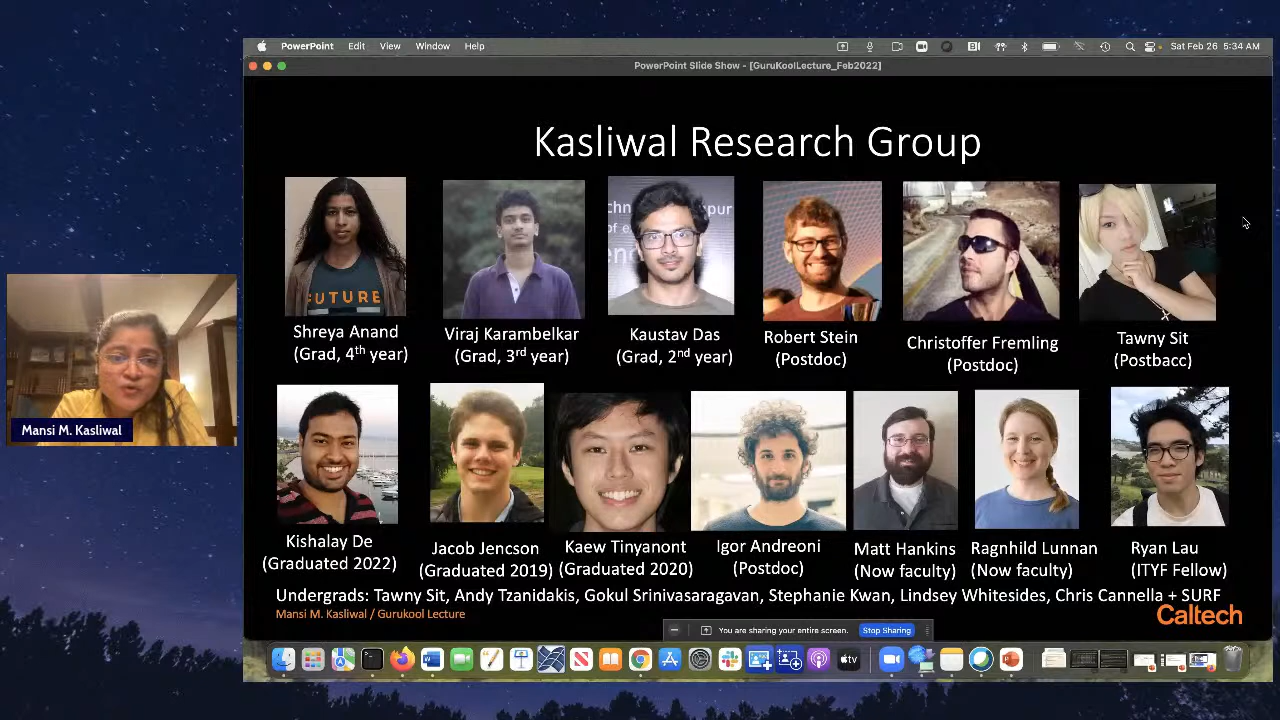 PowerPoint Edit View Window Help
Sat Feb 26 5:34 AM
PowerPoint Slide Show - [GuruKoolLecture_Feb2022]
Kasliwal Research Group
FUTURE
Shreya Anand
(Grad, 4th year)
Viraj Karambelkar
(Grad, 3rd year)
Kaustav Das
(Grad, 2nd year)
Robert Stein
(Postdoc)
Christoffer Fremling
(Postdoc)
Tawny Sit
(Postbacc)
Mansi M. Kasliwal
Kishalay De
(Graduated 2022)
Jacob Jencson
(Graduated 2019)
Kaew Tinyanont
(Graduated 2020)
Igor Andreoni
(Postdoc)
Matt Hankins
(Now faculty)
Ragnhild Lunnan
(Now faculty)
Ryan Lau
(ITYF Fellow)
Undergrads: Tawny Sit, Andy Tzanidakis, Gokul Srinivasaragavan, Stephanie Kwan, Lindsey Whitesides, Chris Cannella + SURF
Mansi M. Kasliwal / Gurukool Lecture
Caltech
You are sharing your entire screen. Stop Sharing
tv